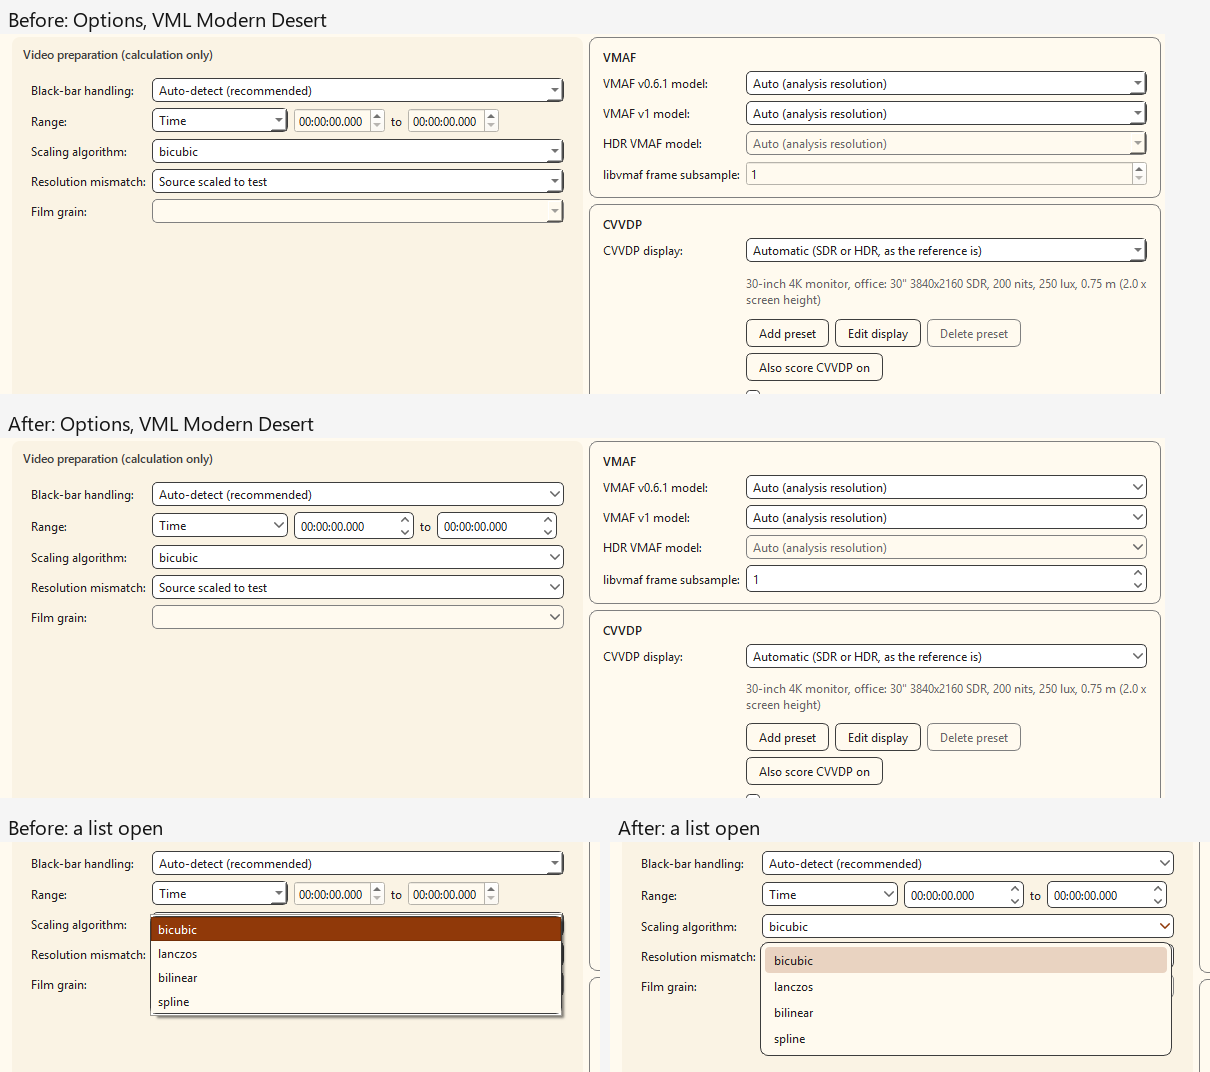 Before: Options, VML Modern Desert
Video preparation (calculation only)
Black-bar handling: Auto-detect (recommended)
Range: Time 00:00:00.000 to 00:00:00.000
Scaling algorithm: bicubic
Resolution mismatch: Source scaled to test
Film grain:
VMAF
VMAF v0.6.1 model: Auto (analysis resolution)
VMAF v1 model: Auto (analysis resolution)
HDR VMAF model: Auto (analysis resolution)
libvmaf frame subsample: 1
CVVDP
CVVDP display: Automatic (SDR or HDR, as the reference is)
30-inch 4K monitor, office: 30" 3840x2160 SDR, 200 nits, 250 lux, 0.75 m (2.0 x
screen height)
Add preset Edit display Delete preset
Also score CVVDP on
After: Options, VML Modern Desert
Video preparation (calculation only)
Black-bar handling: Auto-detect (recommended)
Range: Time 00:00:00.000 to 00:00:00.000
Scaling algorithm: bicubic
Resolution mismatch: Source scaled to test
Film grain:
VMAF
VMAF v0.6.1 model: Auto (analysis resolution)
VMAF v1 model: Auto (analysis resolution)
HDR VMAF model: Auto (analysis resolution)
libvmaf frame subsample: 1
CVVDP
CVVDP display: Automatic (SDR or HDR, as the reference is)
30-inch 4K monitor, office: 30" 3840x2160 SDR, 200 nits, 250 lux, 0.75 m (2.0 x
screen height)
Add preset Edit display Delete preset
Also score CVVDP on
Before: a list open
Black-bar handling: Auto-detect (recommended)
Range: Time 00:00:00.000 to 00:00:00.000
Scaling algorithm:
bicubic
lanczos
Resolution mismatch:
bilinear
Film grain:
spline
After: a list open
Black-bar handling: Auto-detect (recommended)
Range: Time 00:00:00.000 to 00:00:00.000
Scaling algorithm: bicubic
Resolution mismatch:
bicubic
Film grain:
lanczos
bilinear
spline